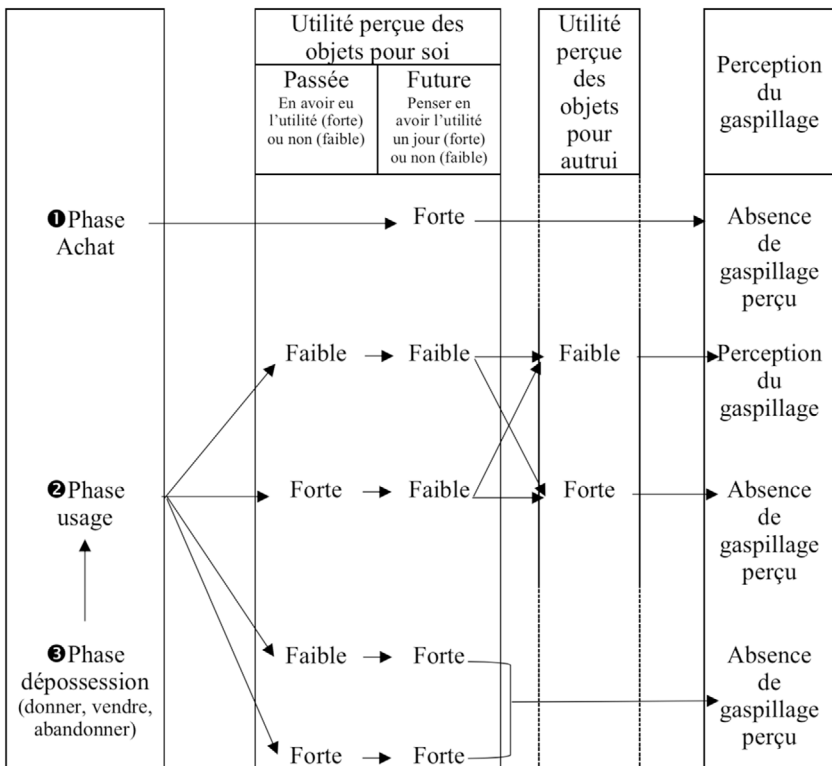 Utilité perçue des
objets pour soi
Passée
En avoir eu
l’utilité (forte)
ou non (faible)
Future
Penser en
avoir l’utilité
un jour (forte)
ou non (faible)
Utilité
perçue
des
objets
pour
autrui
Perception
du
gaspillage
❶Phase
Achat
Forte
Absence
de
gaspillage
perçu
Faible
Faible
Faible
Perception
du
gaspillage
❷Phase
usage
Forte
Faible
Forte
Absence
de
gaspillage
perçu
❸Phase
dépossession
(donner, vendre,
abandonner)
Faible
Forte
Absence
de
gaspillage
perçu
Forte
Forte